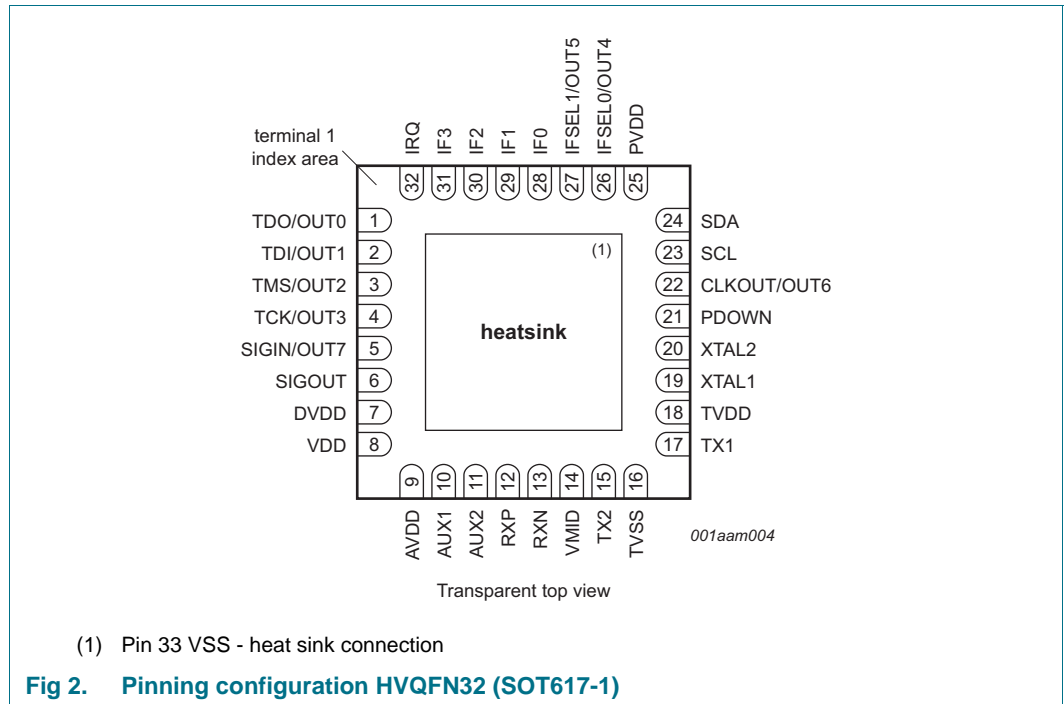 IRQ
IF3
IF2
IF1
IF0
IFSEL1/OUT5
IFSEL0/OUT4
PVDD
terminal 1
index area
32
31
30
29
28
27
26
25
TDO/OUT0 1
TDI/OUT1 2
TMS/OUT2 3
TCK/OUT3 4
SIGIN/OUT7 5
SIGOUT 6
DVDD 7
VDD 8
(1)
heatsink
24 SDA
23 SCL
22 CLKOUT/OUT6
21 PDOWN
20 XTAL2
19 XTAL1
18 TVDD
17 TX1
9
10
11
12
13
14
15
16
AVDD
AUX1
AUX2
RXP
RXN
VMID
TX2
TVSS
001aam004
Transparent top view
(1) Pin 33 VSS - heat sink connection
Fig 2. Pinning configuration HVQFN32 (SOT617-1)